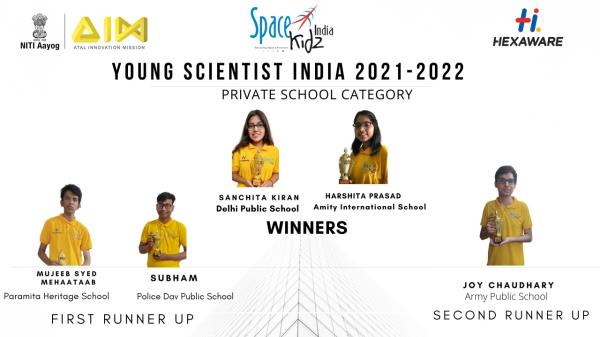 NITI Aayog
AIM
ATAL INNOVATION MISSION
Space
India
Kidz
Hi.
HEXAWARE
YOUNG SCIENTIST INDIA 2021-2022
PRIVATE SCHOOL CATEGORY
SANCHITA KIRAN
Delhi Public School
HARSHITA PRASAD
Amity International School
WINNERS
MUJEEB SYED
MEHAATAAB
Paramita Heritage School
SUBHAM
Police Dav Public School
FIRST RUNNER UP
JOY CHAUDHARY
Army Public School
SECOND RUNNER UP